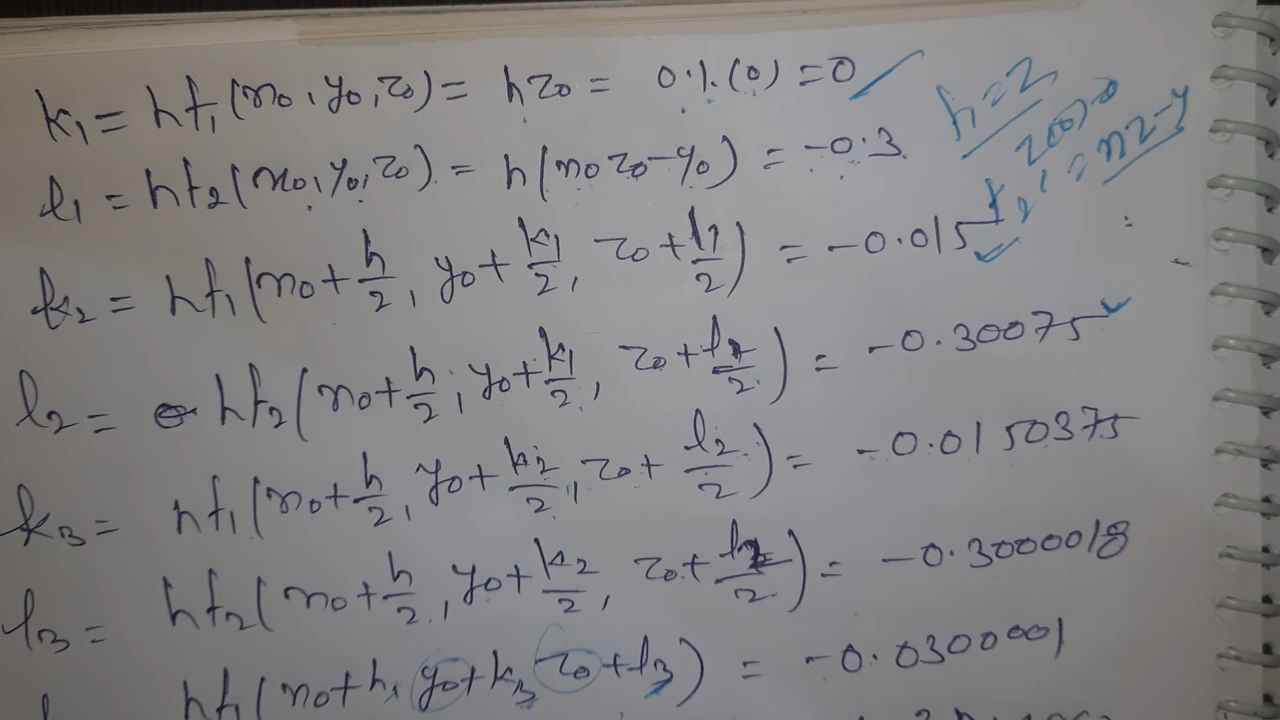 k₁ = hf₁(x₀, y₀, z₀) = hz₀ = 0.1.(0) = 0
l₁ = hf₂(x₀, y₀, z₀) = h(x₀z₀-y₀) = -0.3
k₂ = hf₁(x₀+h/2, y₀+k₁/2, z₀+l₁/2) = -0.015
l₂ = hf₂(x₀+h/2, y₀+k₁/2, z₀+l₁/2) = -0.30075
k₃ = hf₁(x₀+h/2, y₀+k₂/2, z₀+l₂/2) = -0.0150375
l₃ = hf₂(x₀+h/2, y₀+k₂/2, z₀+l₂/2) = -0.3000018
hf₁(x₀+h, y₀+k₃, z₀+l₃) = -0.0300001
f₁=z
z(0)=0
f₂ = xz-y